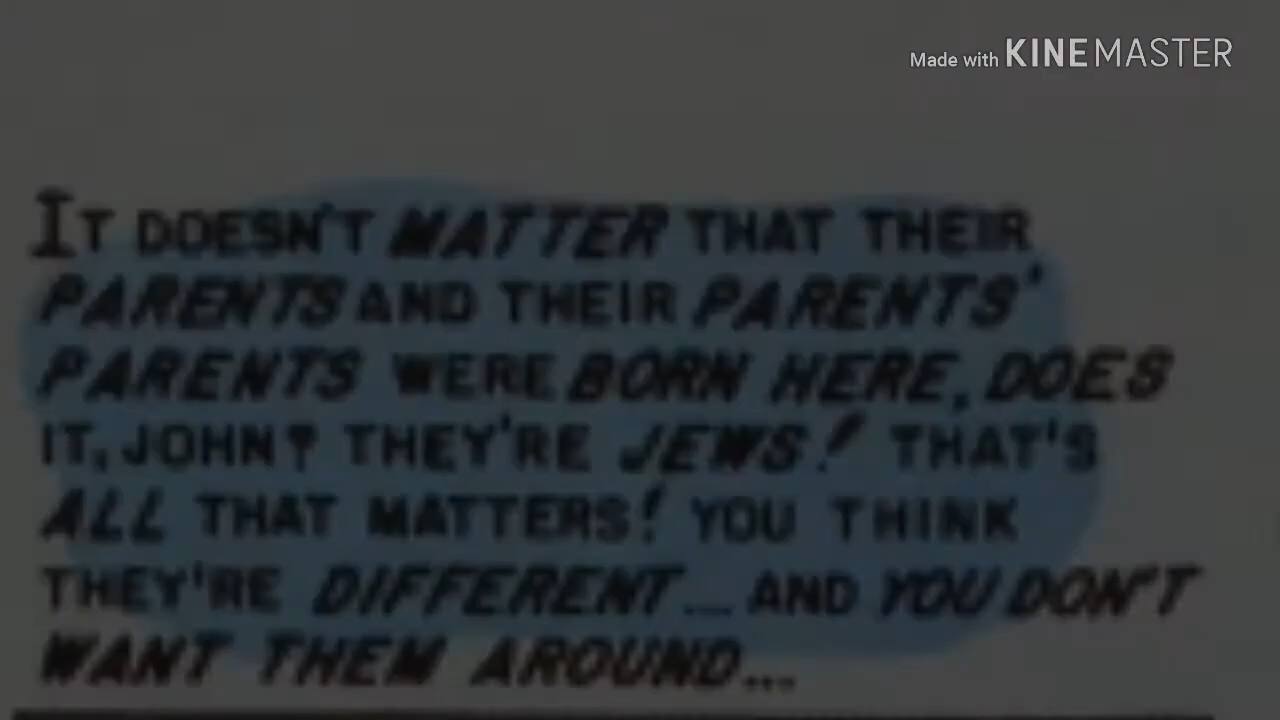 Made with KINEMASTER
IT DOESN'T MATTER THAT THEIR
PARENTS AND THEIR PARENTS'
PARENTS WERE BORN HERE, DOES
IT, JOHN? THEY'RE JEWS! THAT'S
ALL THAT MATTERS! YOU THINK
THEY'RE DIFFERENT... AND YOU DON'T
WANT THEM AROUND...